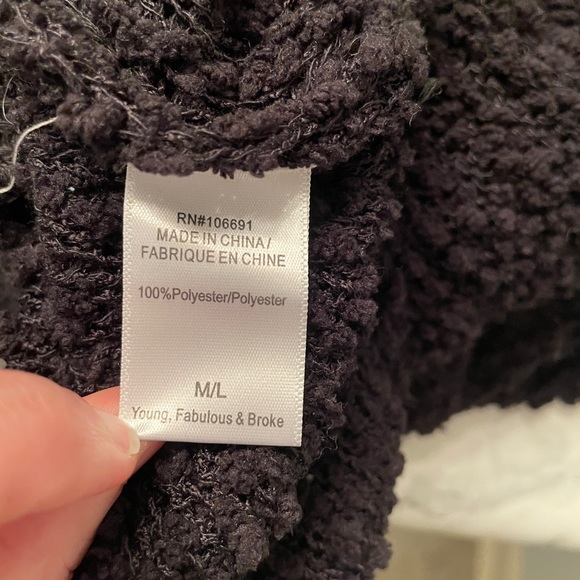 RN#106691
MADE IN CHINA/
FABRIQUE EN CHINE
100%Polyester/Polyester
M/L
Young, Fabulous & Broke